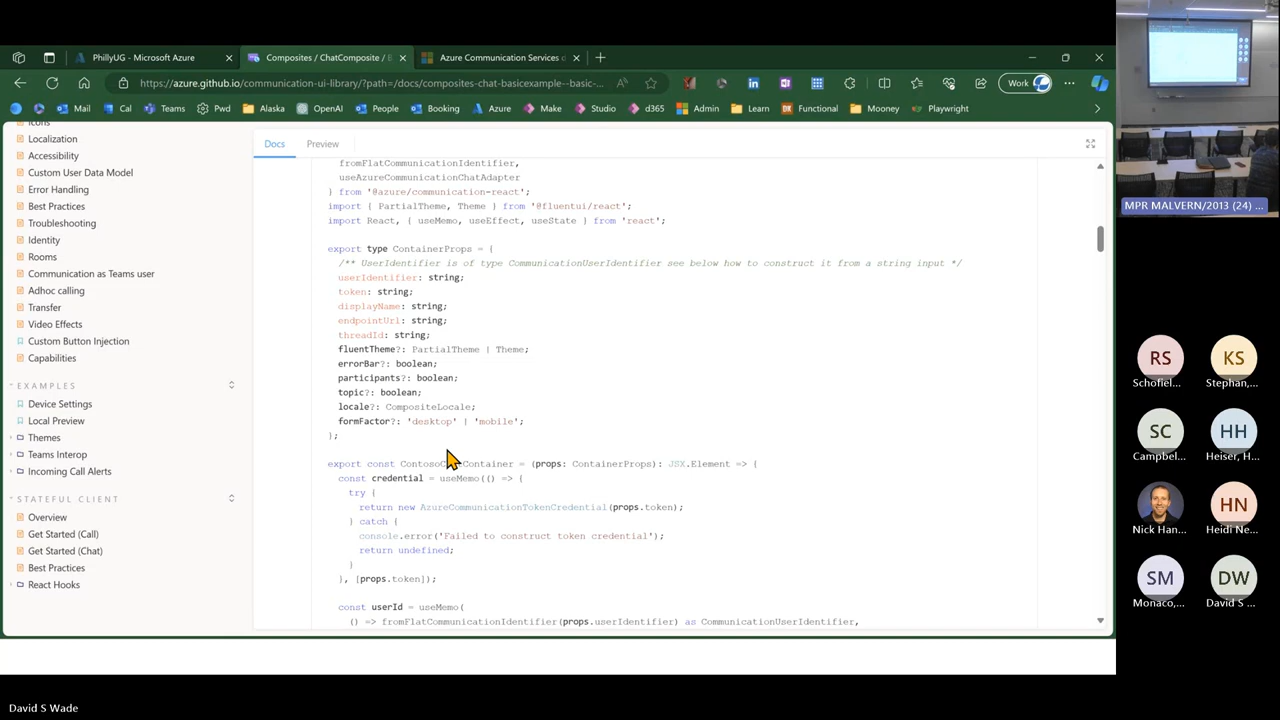 PhillyUG - Microsoft Azure
Composites / ChatComposite / B
Azure Communication Services d
https://azure.github.io/communication-ui-library/?path=/docs/composites-chat-basicexample--basic-...
Work
Mail
Cal
Teams
Pwd
Alaska
OpenAI
People
Booking
Azure
Make
Studio
d365
Admin
Learn
Functional
Mooney
Playwright
Icons
Localization
Accessibility
Custom User Data Model
Error Handling
Best Practices
Troubleshooting
Identity
Rooms
Communication as Teams user
Adhoc calling
Transfer
Video Effects
Custom Button Injection
Capabilities
EXAMPLES
Device Settings
Local Preview
Themes
Teams Interop
Incoming Call Alerts
STATEFUL CLIENT
Overview
Get Started (Call)
Get Started (Chat)
Best Practices
React Hooks
Docs
Preview
fromFlatCommunicationIdentifier,
useAzureCommunicationChatAdapter
} from '@azure/communication-react';
import { PartialTheme, Theme } from '@fluentui/react';
import React, { useMemo, useEffect, useState } from 'react';
export type ContainerProps = {
/** UserIdentifier is of type CommunicationUserIdentifier see below how to construct it from a string input */
userIdentifier: string;
token: string;
displayName: string;
endpointUrl: string;
threadId: string;
fluentTheme?: PartialTheme | Theme;
errorBar?: boolean;
participants?: boolean;
topic?: boolean;
locale?: CompositeLocale;
formFactor?: 'desktop' | 'mobile';
};
export const ContosoC Container = (props: ContainerProps): JSX.Element => {
const credential = useMemo(() => {
try {
return new AzureCommunicationTokenCredential(props.token);
} catch {
console.error('Failed to construct token credential');
return undefined;
}
}, [props.token]);
const userId = useMemo(
() => fromFlatCommunicationIdentifier(props.userIdentifier) as CommunicationUserIdentifier,
MPR MALVERN/2013 (24) ...
RS
Schofiel...
KS
Stephan,...
SC
Campbel...
HH
Heiser, H...
Nick Han...
HN
Heidi Ne...
SM
Monaco,...
DW
David S ...
David S Wade